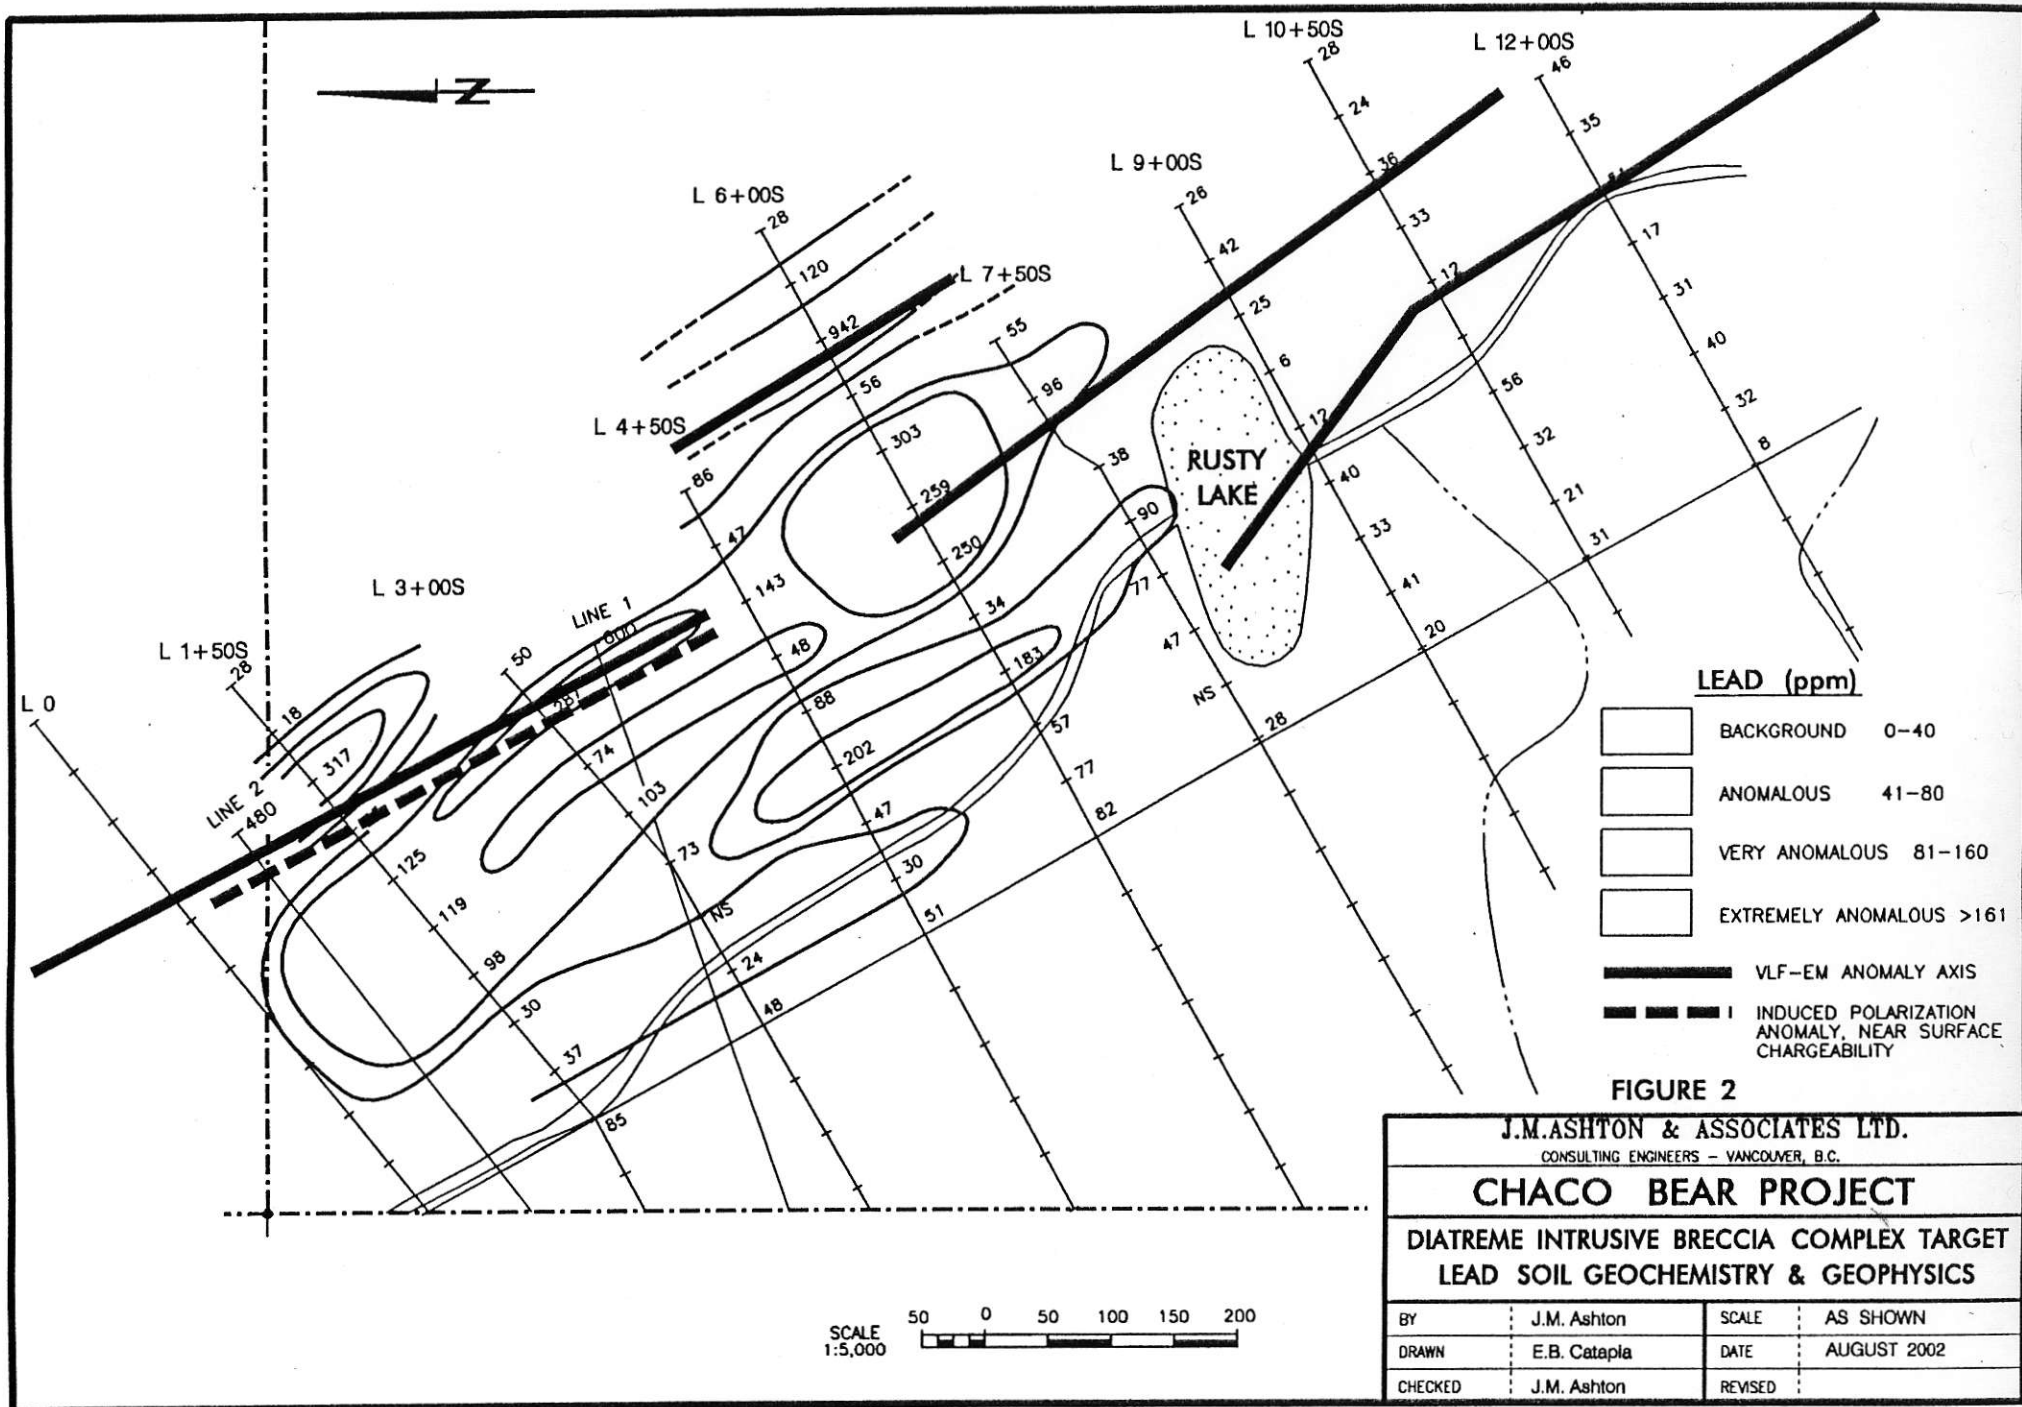 L 10+50S
L 12+00S
N
L 9+00S
L 6+00S
L 7+50S
L 4+50S
L 3+00S
L 1+50S
L 0
LINE 1
LINE 2
480
28
18
317
125
119
98
30
37
85
50
287
74
103
73
NS
24
48
600
86
47
143
48
88
202
47
30
51
28
120
942
56
303
259
250
34
183
57
77
82
55
96
38
90
77
47
NS
28
26
42
25
6
12
40
33
41
20
28
24
36
33
12
56
32
21
31
46
35
17
31
40
32
8
RUSTY
LAKE
LEAD (ppm)
BACKGROUND 0-40
ANOMALOUS 41-80
VERY ANOMALOUS 81-160
EXTREMELY ANOMALOUS >161
VLF-EM ANOMALY AXIS
INDUCED POLARIZATION
ANOMALY, NEAR SURFACE
CHARGEABILITY
FIGURE 2
J.M.ASHTON & ASSOCIATES LTD.
CONSULTING ENGINEERS - VANCOUVER, B.C.
CHACO BEAR PROJECT
DIATREME INTRUSIVE BRECCIA COMPLEX TARGET
LEAD SOIL GEOCHEMISTRY & GEOPHYSICS
BY J.M. Ashton SCALE AS SHOWN
DRAWN E.B. Catapia DATE AUGUST 2002
CHECKED J.M. Ashton REVISED
50 0 50 100 150 200
SCALE
1:5,000